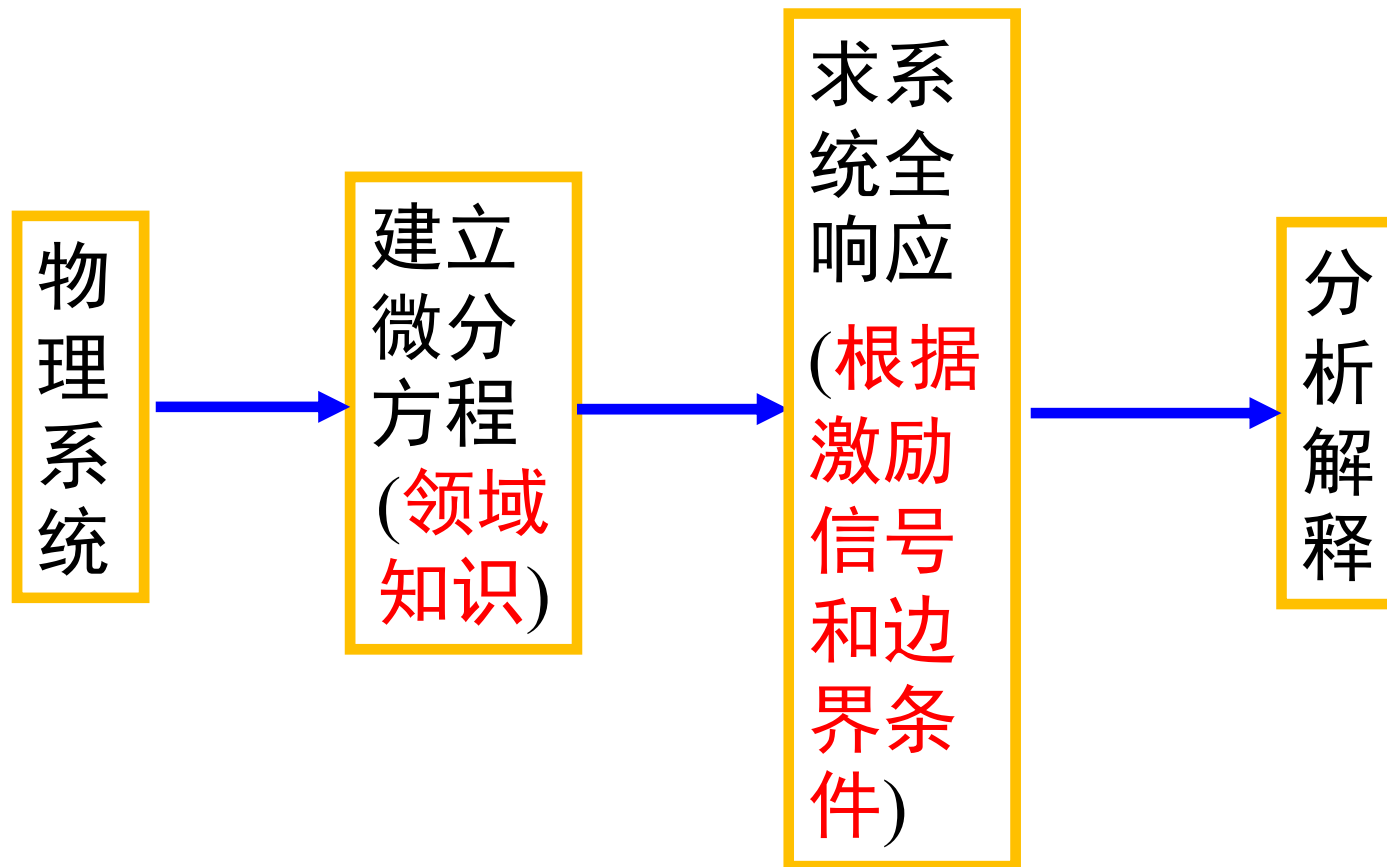 物
理
系
统
建立
微分
方程
(领域
知识)
求系
统全
响应
(根据
激励
信号
和边
界条
件)
分
析
解
释